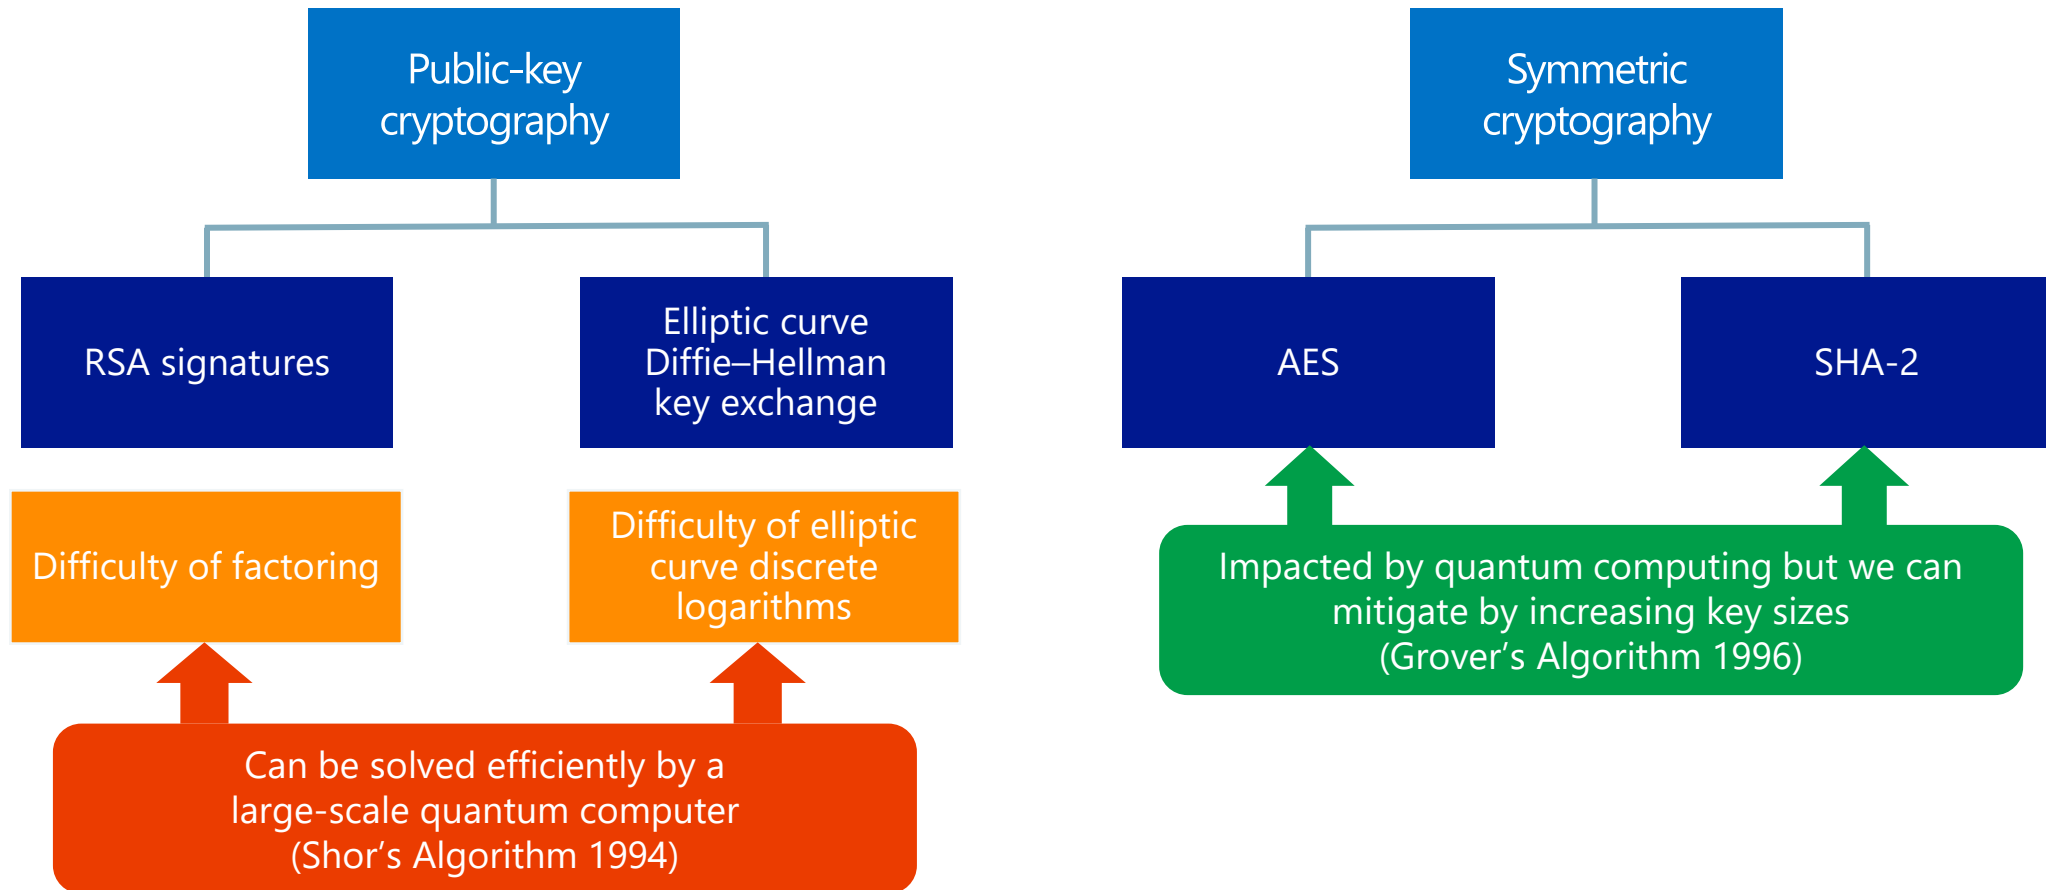 Public-key
cryptography
Symmetric
cryptography
RSA signatures
Elliptic curve
Diffie–Hellman
key exchange
AES
SHA-2
Difficulty of factoring
Difficulty of elliptic
curve discrete
logarithms
Impacted by quantum computing but we can
mitigate by increasing key sizes
(Grover’s Algorithm 1996)
Can be solved efficiently by a
large-scale quantum computer
(Shor’s Algorithm 1994)